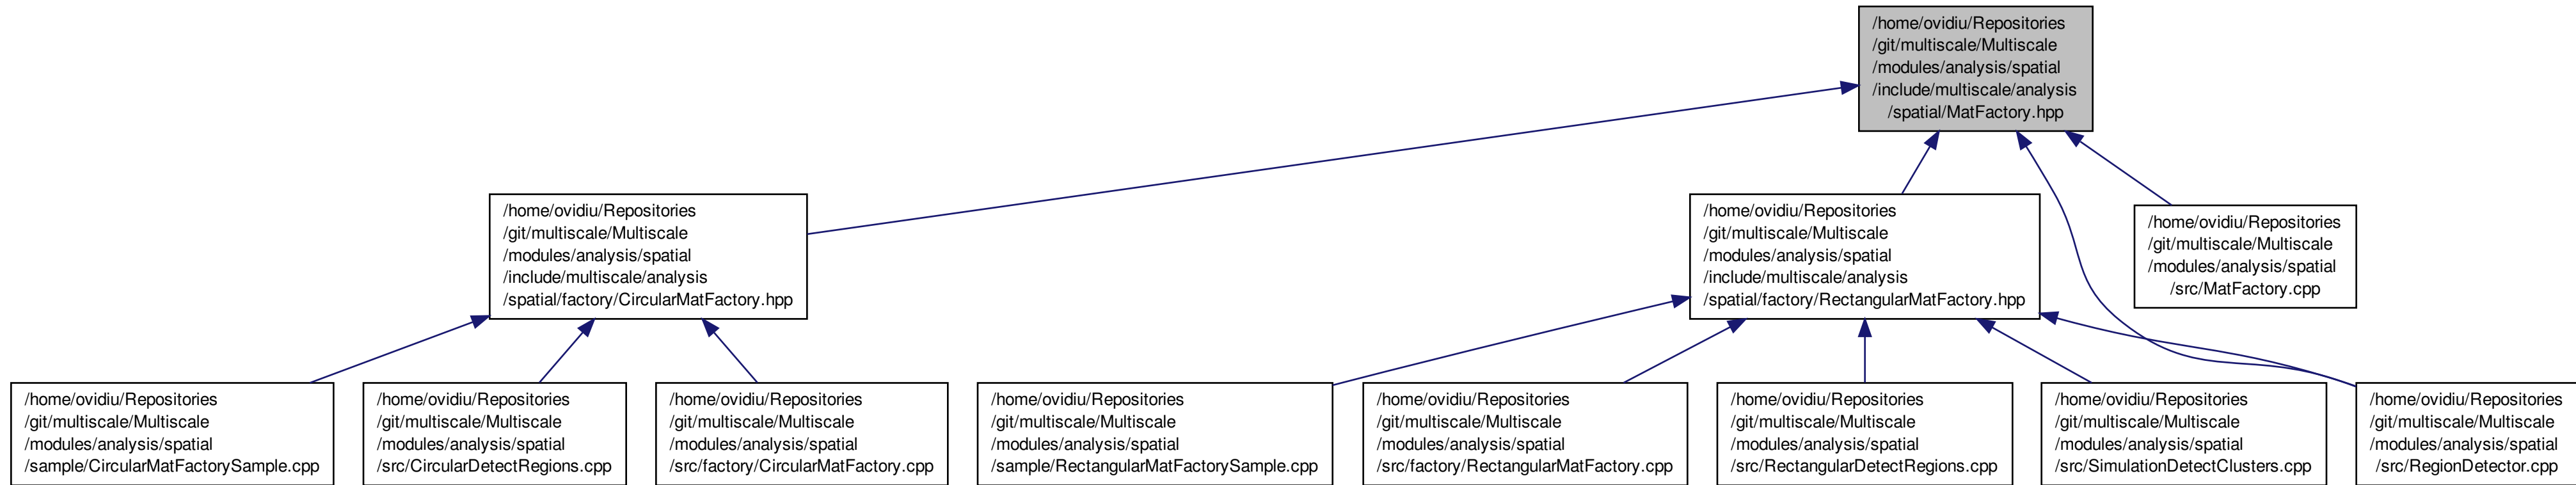 /home/ovidiu/Repositories
/git/multiscale/Multiscale
/modules/analysis/spatial
/include/multiscale/analysis
/spatial/MatFactory.hpp
/home/ovidiu/Repositories
/git/multiscale/Multiscale
/modules/analysis/spatial
/include/multiscale/analysis
/spatial/factory/CircularMatFactory.hpp
/home/ovidiu/Repositories
/git/multiscale/Multiscale
/modules/analysis/spatial
/include/multiscale/analysis
/spatial/factory/RectangularMatFactory.hpp
/home/ovidiu/Repositories
/git/multiscale/Multiscale
/modules/analysis/spatial
/src/MatFactory.cpp
/home/ovidiu/Repositories
/git/multiscale/Multiscale
/modules/analysis/spatial
/sample/CircularMatFactorySample.cpp
/home/ovidiu/Repositories
/git/multiscale/Multiscale
/modules/analysis/spatial
/src/CircularDetectRegions.cpp
/home/ovidiu/Repositories
/git/multiscale/Multiscale
/modules/analysis/spatial
/src/factory/CircularMatFactory.cpp
/home/ovidiu/Repositories
/git/multiscale/Multiscale
/modules/analysis/spatial
/sample/RectangularMatFactorySample.cpp
/home/ovidiu/Repositories
/git/multiscale/Multiscale
/modules/analysis/spatial
/src/factory/RectangularMatFactory.cpp
/home/ovidiu/Repositories
/git/multiscale/Multiscale
/modules/analysis/spatial
/src/RectangularDetectRegions.cpp
/home/ovidiu/Repositories
/git/multiscale/Multiscale
/modules/analysis/spatial
/src/SimulationDetectClusters.cpp
/home/ovidiu/Repositories
/git/multiscale/Multiscale
/modules/analysis/spatial
/src/RegionDetector.cpp